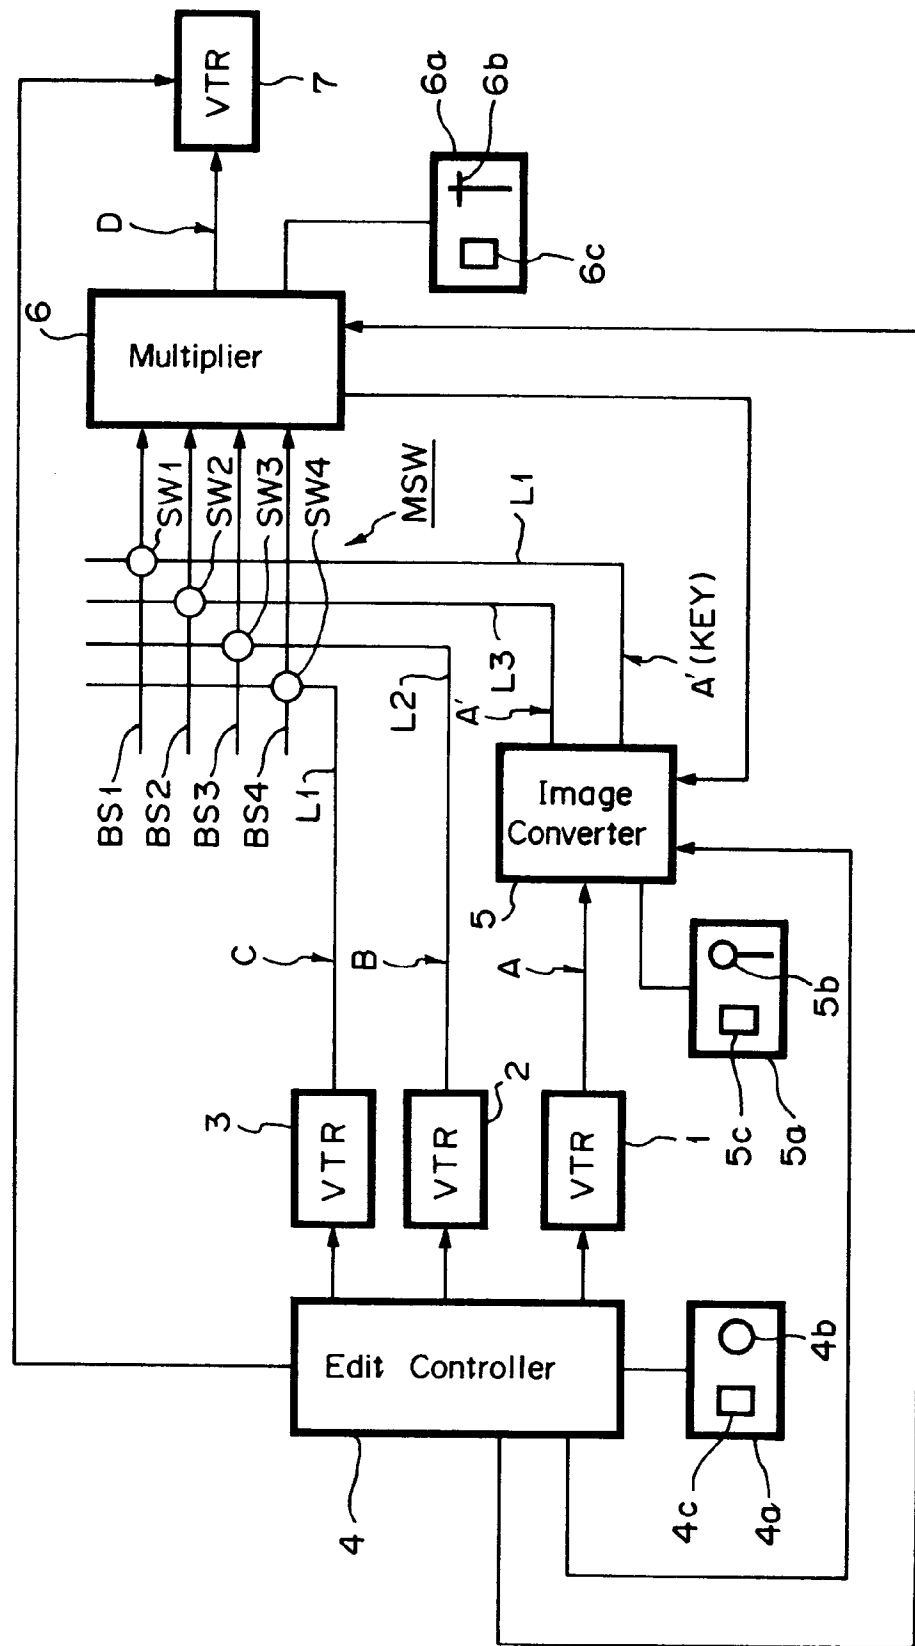 VTR
7
D
6
Multiplier
6a
6b
6c
SW1
SW2
SW3
SW4
MSW
L1
BS1
BS2
BS3
BS4
L1
L2
L3
A'
A'(KEY)
Image
Converter
5
C
B
A
5b
5c
5a
3
VTR
2
VTR
1
VTR
Edit Controller
4
4b
4c
4a